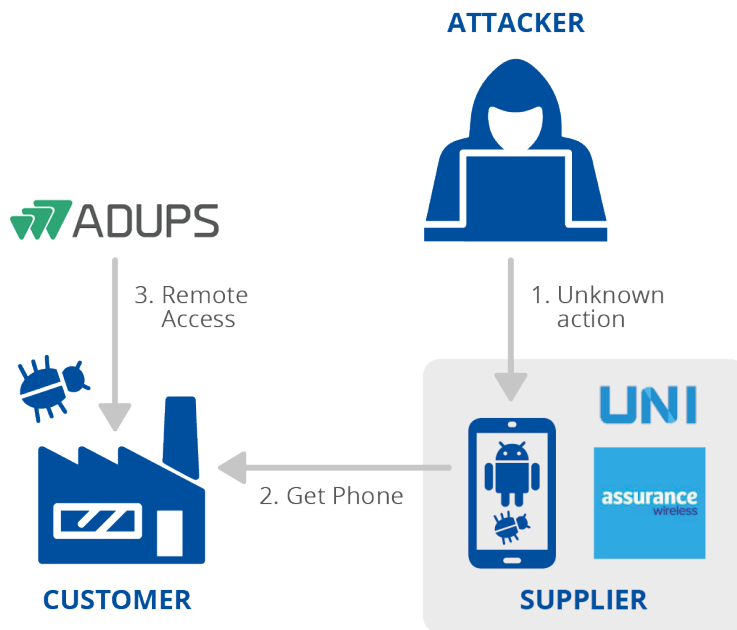 ATTACKER
ADUPS
3. Remote
Access
1. Unknown
action
UNI
assurance
wireless
2. Get Phone
CUSTOMER
SUPPLIER